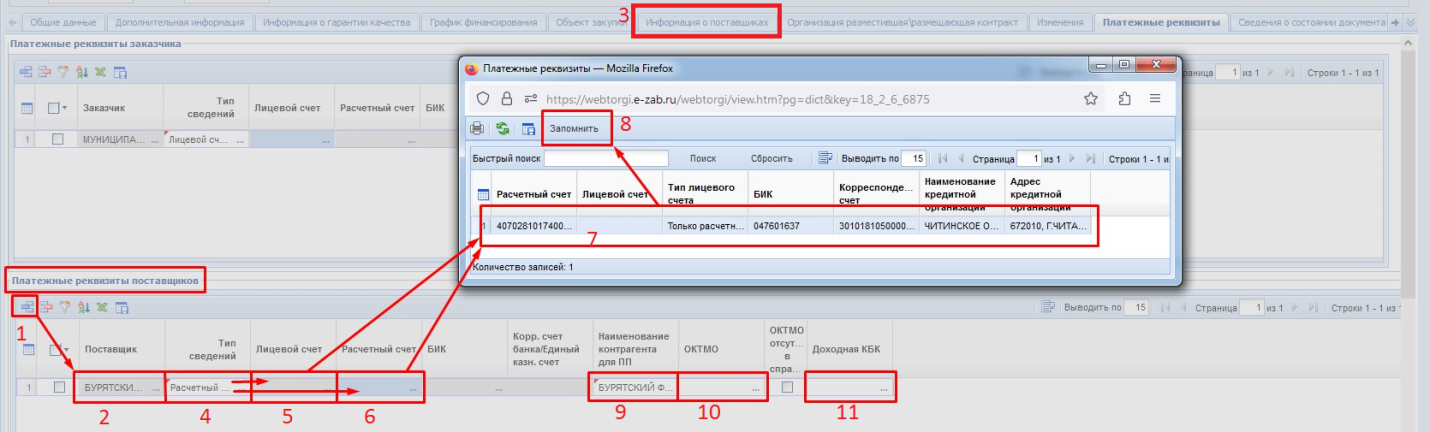 Общие данные Дополнительная информация Информация о гарантии качества График финансирования Объект закупки 3 Информация о поставщиках Организация разместившая\размещающая контракт Изменения Платежные реквизиты Сведения о состоянии документа
Платежные реквизиты заказчика
Страница 1 из 1 Строки 1 - 1 из 1
Заказчик Тип сведений Лицевой счет Расчетный счет БИК
1 МУНИЦИПА... ... Лицевой сч... ... ... ...
Платежные реквизиты — Mozilla Firefox
https://webtorgi.e-zab.ru/webtorgi/view.htm?pg=dict&key=18_2_6_6875
Запомнить 8
Быстрый поиск Поиск Сбросить Выводить по 15 Страница 1 из 1 Строки 1 - 1 и
Расчетный счет Лицевой счет Тип лицевого счета БИК Корреспонде... счет Наименование кредитной организации Адрес кредитной организации
1 4070281017400... Только расчетн... 047601637 3010181050000... ЧИТИНСКОЕ О... 672010, Г.ЧИТА...
7
Количество записей: 1
Платежные реквизиты поставщиков
Выводить по 15 Страница 1 из 1 Строки 1 - 1 из
1
Поставщик Тип сведений Лицевой счет Расчетный счет БИК Корр. счет банка/Единый казн. счет Наименование контрагента для ПП ОКТМО ОКТМО отсут... в спра... Доходная КБК
1 БУРЯТСКИ... ... Расчетный ... ... ... ... БУРЯТСКИЙ Ф... ... ...
2 4 5 6 9 10 11